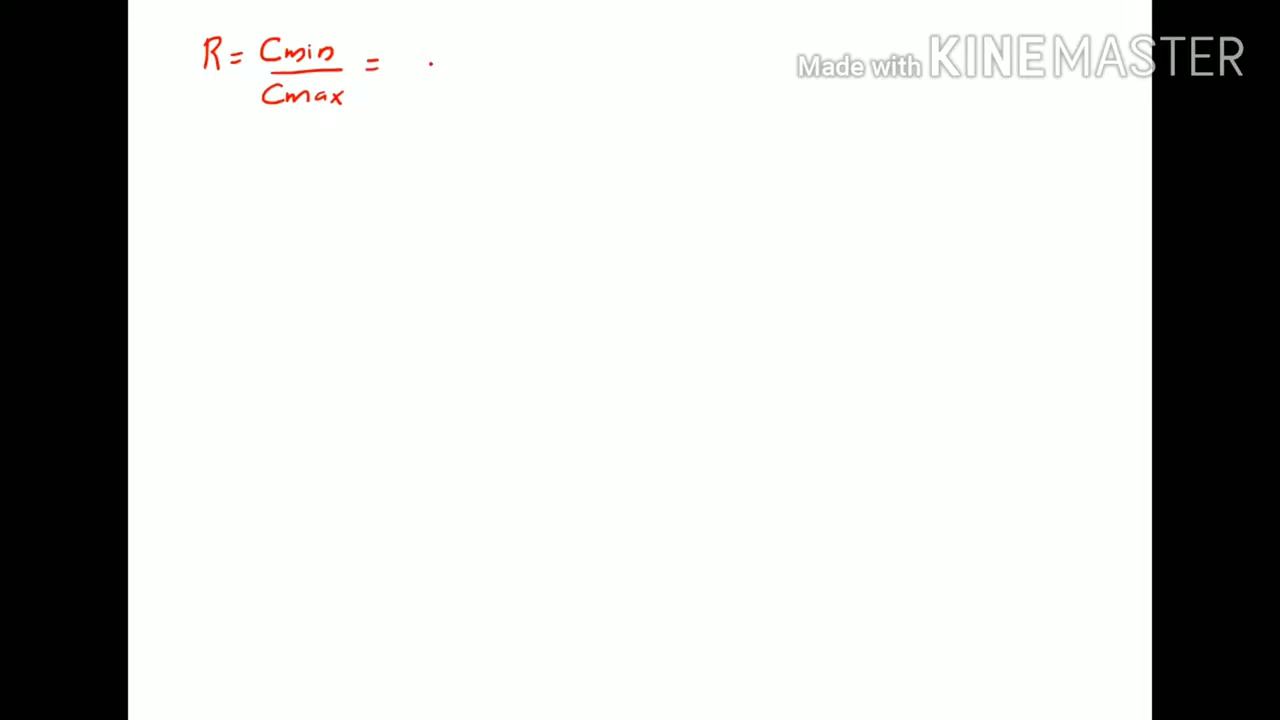 R = Cmin / Cmax =
Made with KINEMASTER